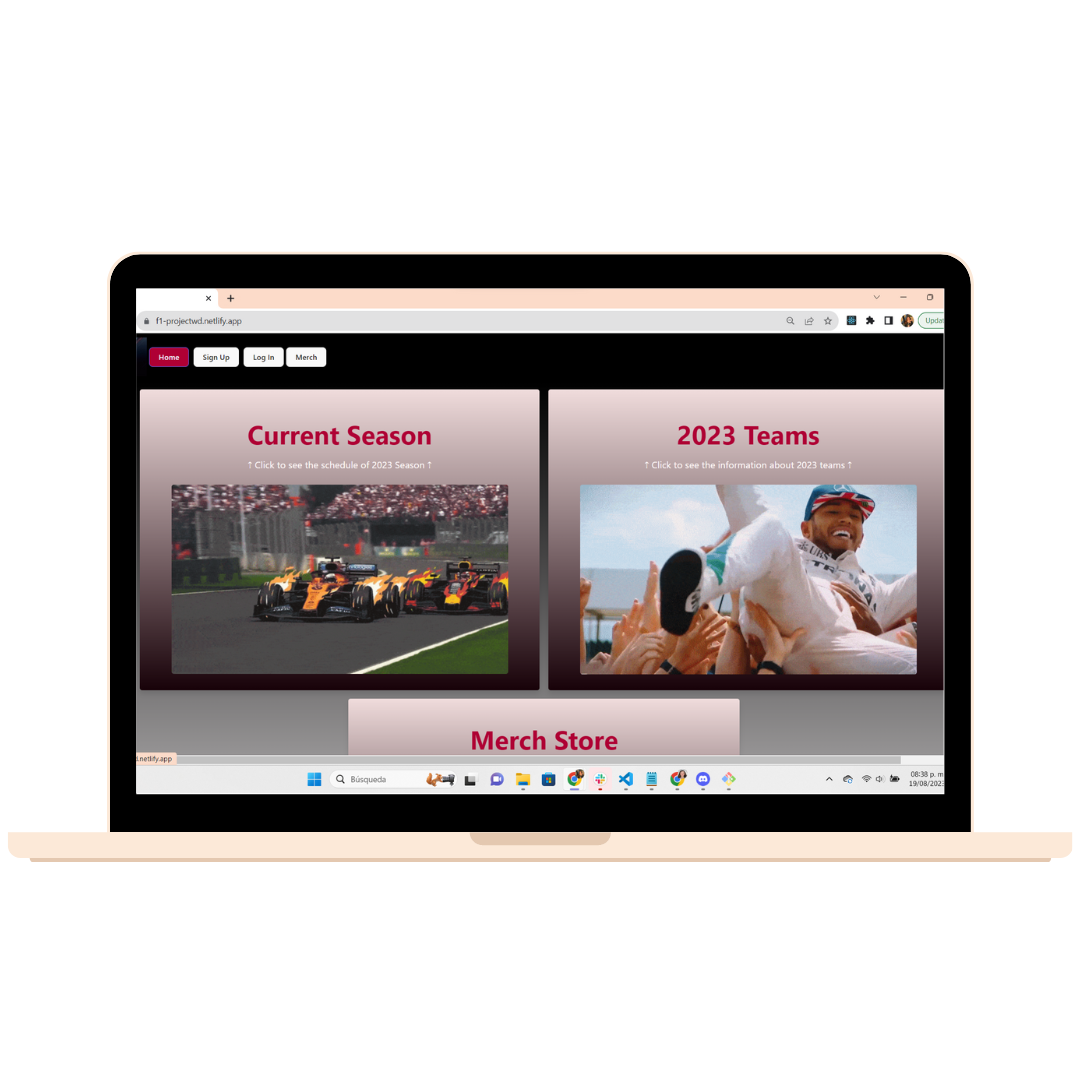 f1-projectwd.netlify.app
Updat
Home
Sign Up
Log In
Merch
Current Season
↑ Click to see the schedule of 2023 Season ↑
2023 Teams
↑ Click to see the information about 2023 teams ↑
Merch Store
.netlify.app
Búsqueda
08:38 p. m
19/08/2023